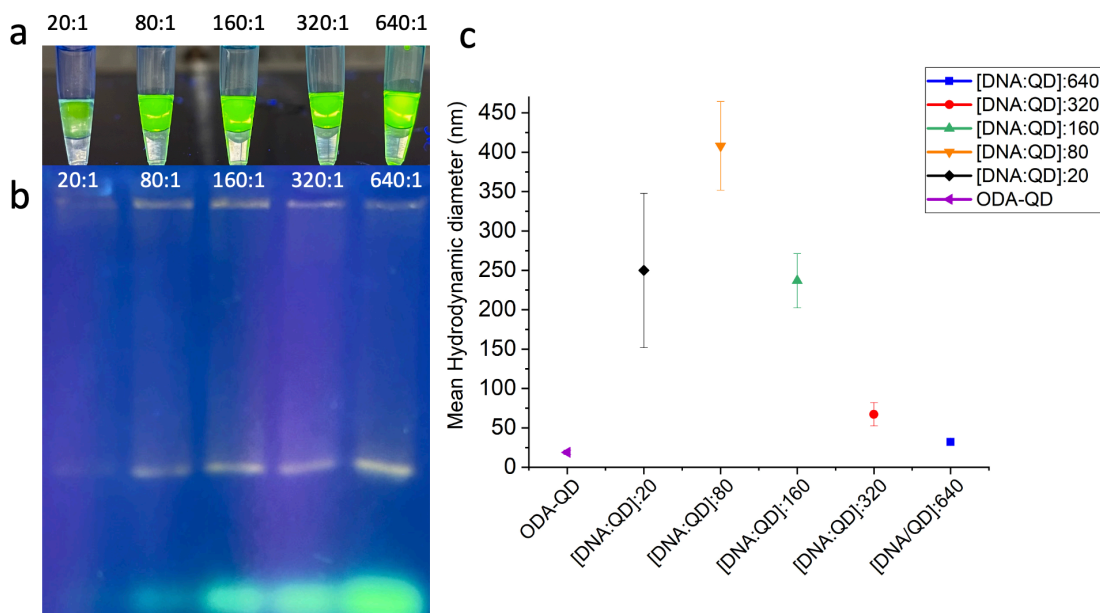 a
20:1 80:1 160:1 320:1 640:1
b
20:1 80:1 160:1 320:1 640:1
c
[DNA:QD]:640
[DNA:QD]:320
[DNA:QD]:160
[DNA:QD]:80
[DNA:QD]:20
ODA-QD
Mean Hydrodynamic diameter (nm)
450
400
350
300
250
200
150
100
50
0
ODA-QD
[DNA:QD]:20
[DNA:QD]:80
[DNA:QD]:160
[DNA:QD]:320
[DNA/QD]:640